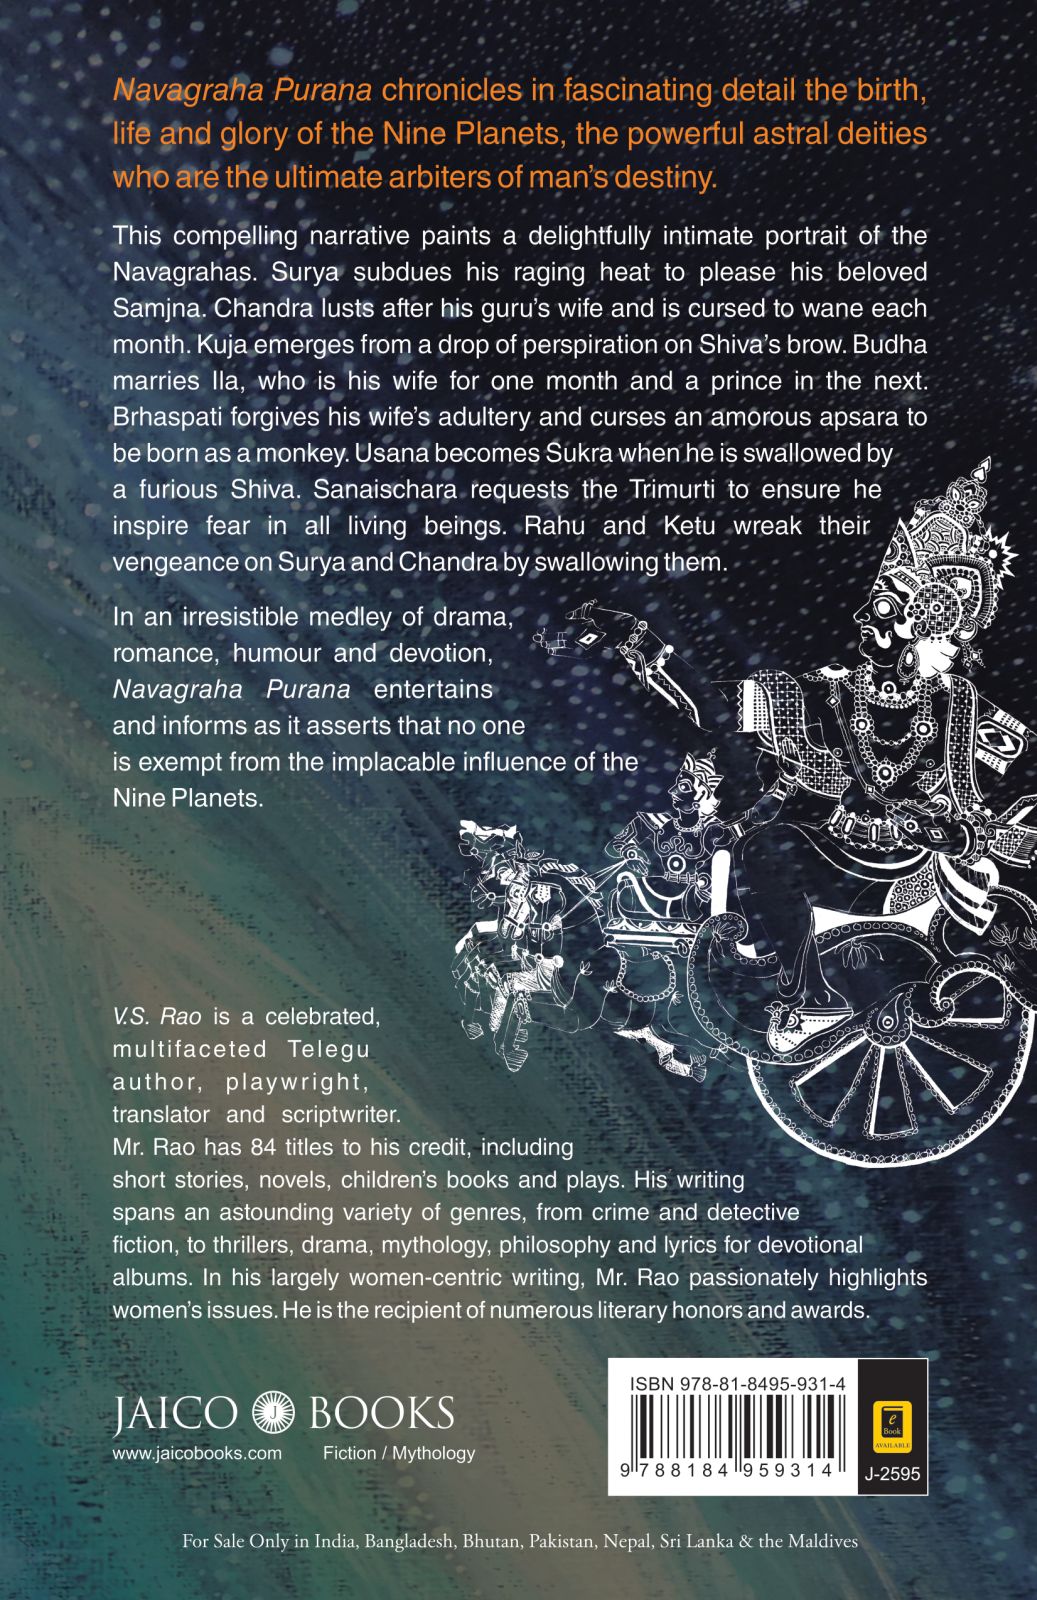 Navagraha Purana chronicles in fascinating detail the birth,
life and glory of the Nine Planets, the powerful astral deities
who are the ultimate arbiters of man's destiny.
This compelling narrative paints a delightfully intimate portrait of the
Navagrahas. Surya subdues his raging heat to please his beloved
Samjna. Chandra lusts after his guru's wife and is cursed to wane each
month. Kuja emerges from a drop of perspiration on Shiva's brow. Budha
marries Ila, who is his wife for one month and a prince in the next.
Brhaspati forgives his wife's adultery and curses an amorous apsara to
be born as a monkey. Usana becomes Sukra when he is swallowed by
a furious Shiva. Sanaischara requests the Trimurti to ensure he
inspire fear in all living beings. Rahu and Ketu wreak their
vengeance on Surya and Chandra by swallowing them.
In an irresistible medley of drama,
romance, humour and devotion,
Navagraha Purana entertains
and informs as it asserts that no one
is exempt from the implacable influence of the
Nine Planets.
V.S. Rao is a celebrated,
multifaceted Telegu
author, playwright,
translator and scriptwriter.
Mr. Rao has 84 titles to his credit, including
short stories, novels, children's books and plays. His writing
spans an astounding variety of genres, from crime and detective
fiction, to thrillers, drama, mythology, philosophy and lyrics for devotional
albums. In his largely women-centric writing, Mr. Rao passionately highlights
women's issues. He is the recipient of numerous literary honors and awards.
JAICO J BOOKS
www.jaicobooks.com Fiction / Mythology
ISBN 978-81-8495-931-4
9 788184 959314
e
Book
AVAILABLE
J-2595
For Sale Only in India, Bangladesh, Bhutan, Pakistan, Nepal, Sri Lanka & the Maldives